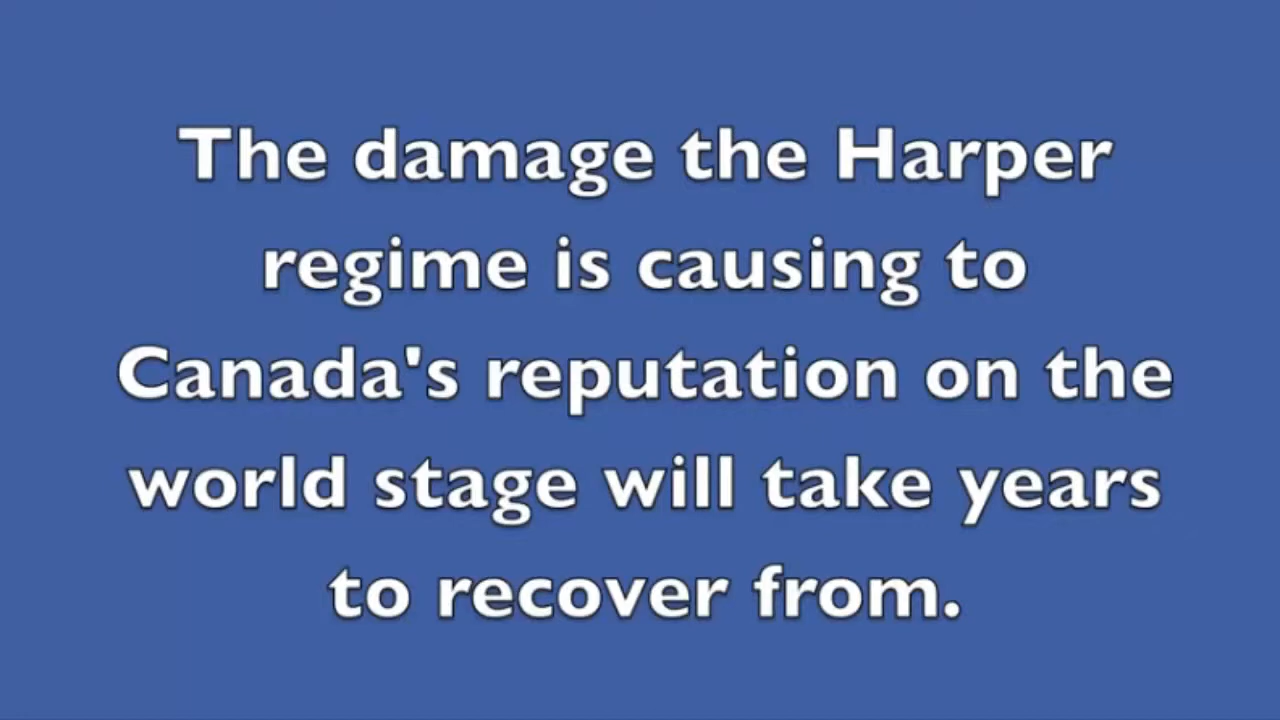 The damage the Harper
regime is causing to
Canada's reputation on the
world stage will take years
to recover from.